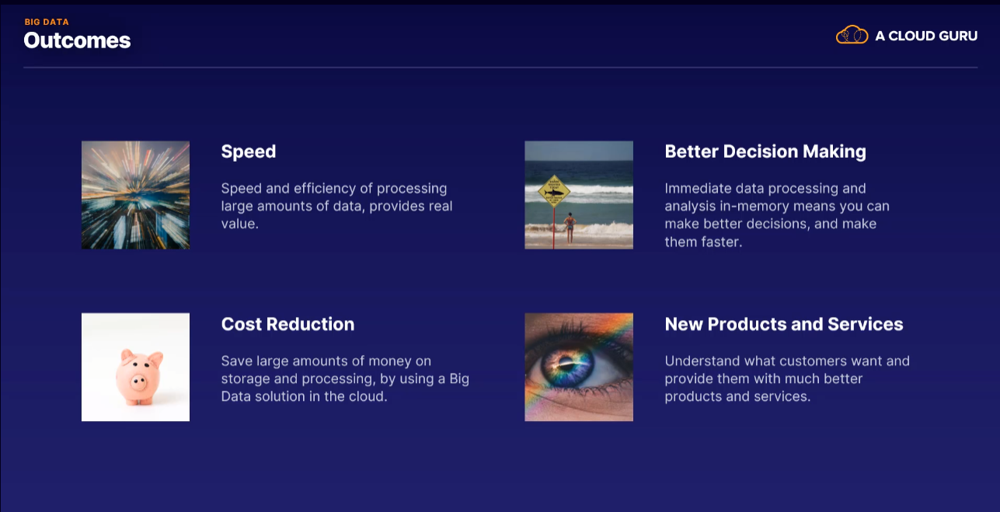 BIG DATA
Outcomes
A CLOUD GURU
Speed
Speed and efficiency of processing
large amounts of data, provides real
value.
Better Decision Making
Immediate data processing and
analysis in-memory means you can
make better decisions, and make
them faster.
Cost Reduction
Save large amounts of money on
storage and processing, by using a Big
Data solution in the cloud.
New Products and Services
Understand what customers want and
provide them with much better
products and services.